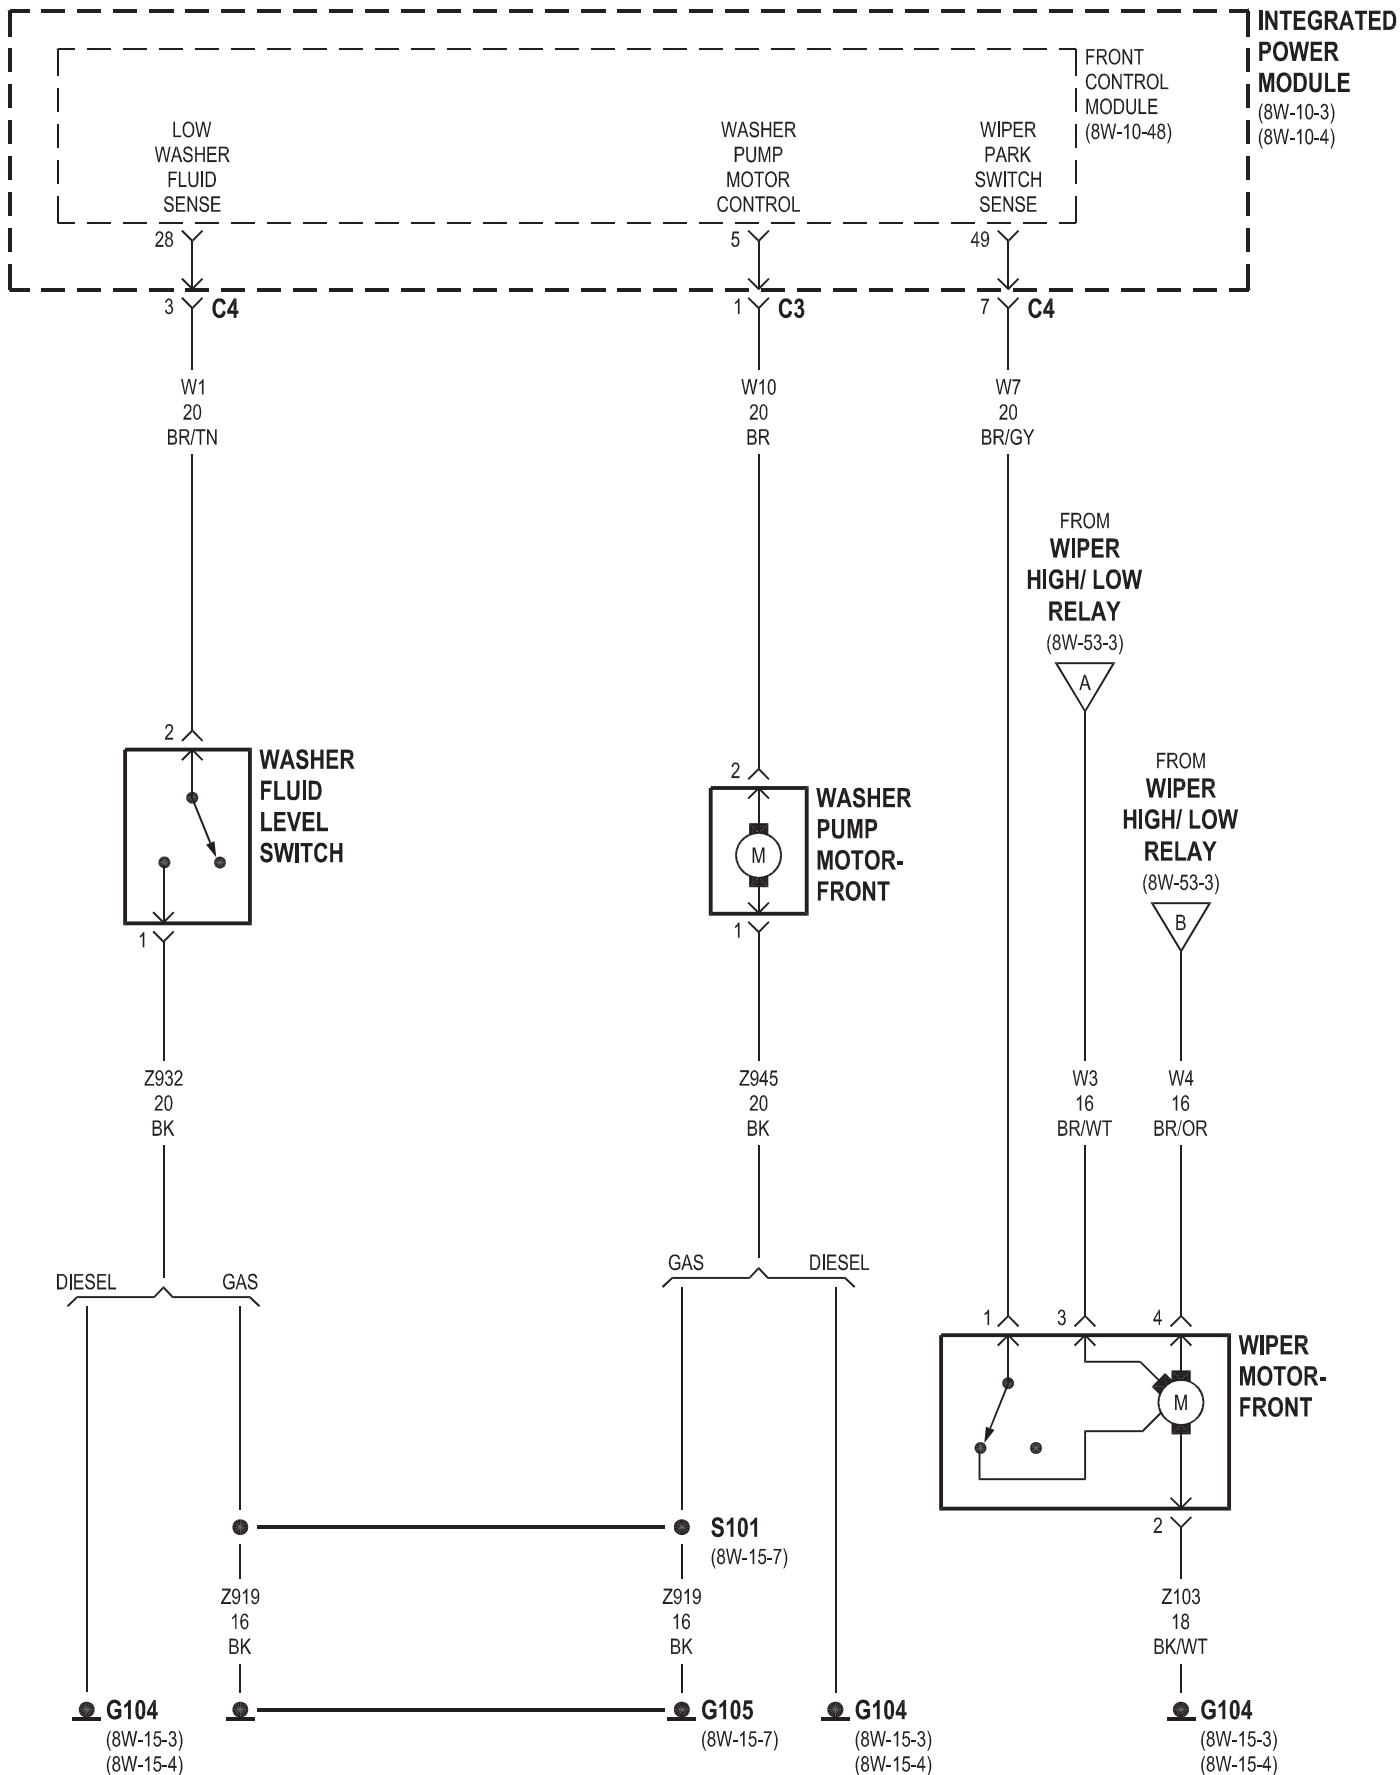 INTEGRATED
POWER
MODULE
(8W-10-3)
(8W-10-4)
FRONT
CONTROL
MODULE
(8W-10-48)
LOW
WASHER
FLUID
SENSE
WASHER
PUMP
MOTOR
CONTROL
WIPER
PARK
SWITCH
SENSE
28
5
49
3 C4
1 C3
7 C4
W1
20
BR/TN
W10
20
BR
W7
20
BR/GY
FROM
WIPER
HIGH/ LOW
RELAY
(8W-53-3)
A
FROM
WIPER
HIGH/ LOW
RELAY
(8W-53-3)
B
2
WASHER
FLUID
LEVEL
SWITCH
1
2
WASHER
PUMP
MOTOR-
FRONT
M
1
Z932
20
BK
Z945
20
BK
W3
16
BR/WT
W4
16
BR/OR
DIESEL
GAS
GAS
DIESEL
1
3
4
WIPER
MOTOR-
FRONT
M
2
S101
(8W-15-7)
Z919
16
BK
Z919
16
BK
Z103
18
BK/WT
G104
(8W-15-3)
(8W-15-4)
G105
(8W-15-7)
G104
(8W-15-3)
(8W-15-4)
G104
(8W-15-3)
(8W-15-4)